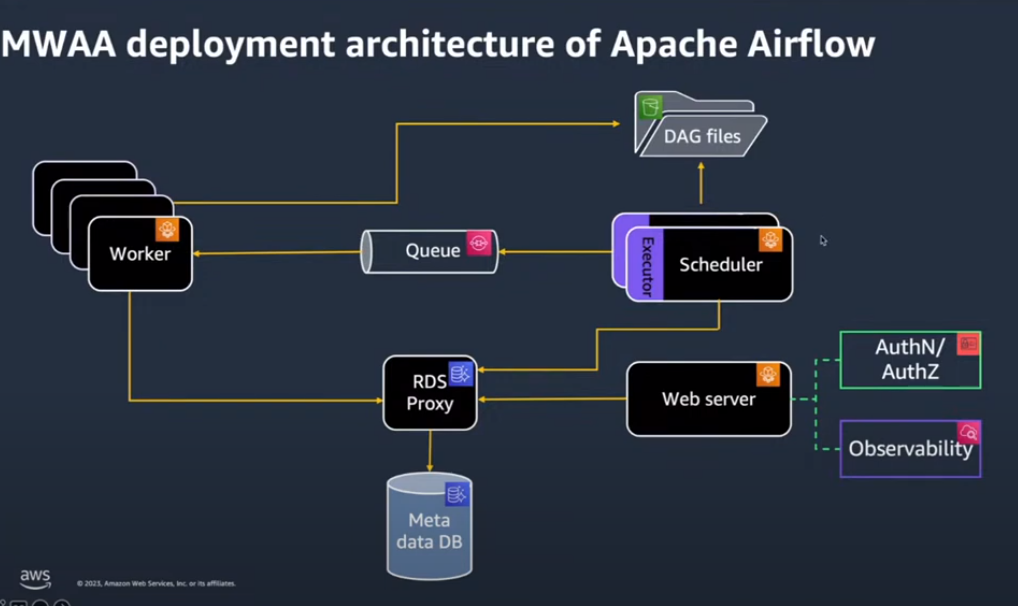 MWAA deployment architecture of Apache Airflow
DAG files
Worker
Queue
Executor
Scheduler
AuthN/
AuthZ
RDS
Proxy
Web server
Observability
Meta
data DB
aws
© 2023, Amazon Web Services, Inc. or its affiliates.